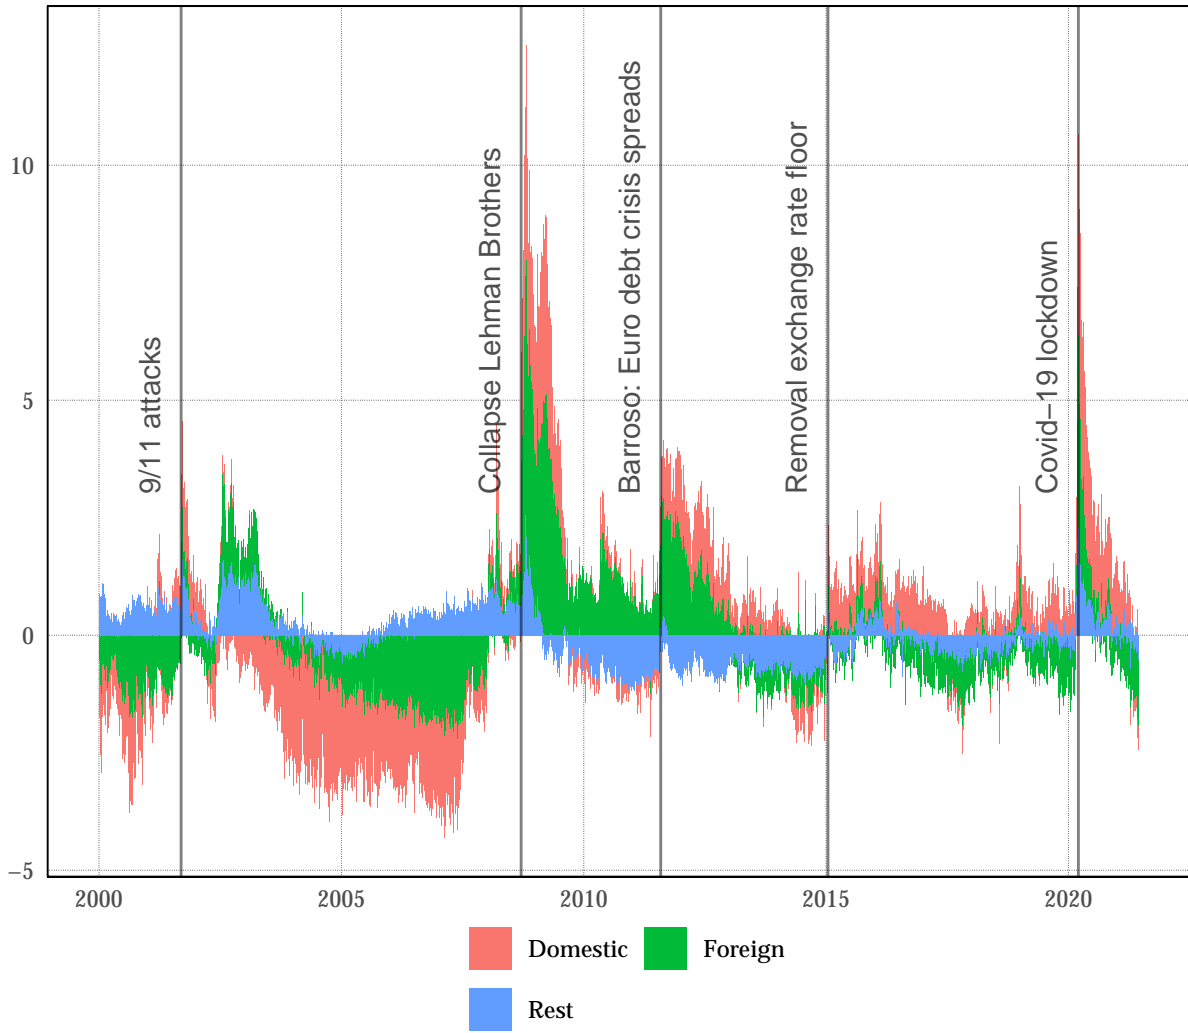 10
5
0
−5
9/11 attacks
Collapse Lehman Brothers
Barroso: Euro debt crisis spreads
Removal exchange rate floor
Covid−19 lockdown
2000 2005 2010 2015 2020
Domestic Foreign
Rest